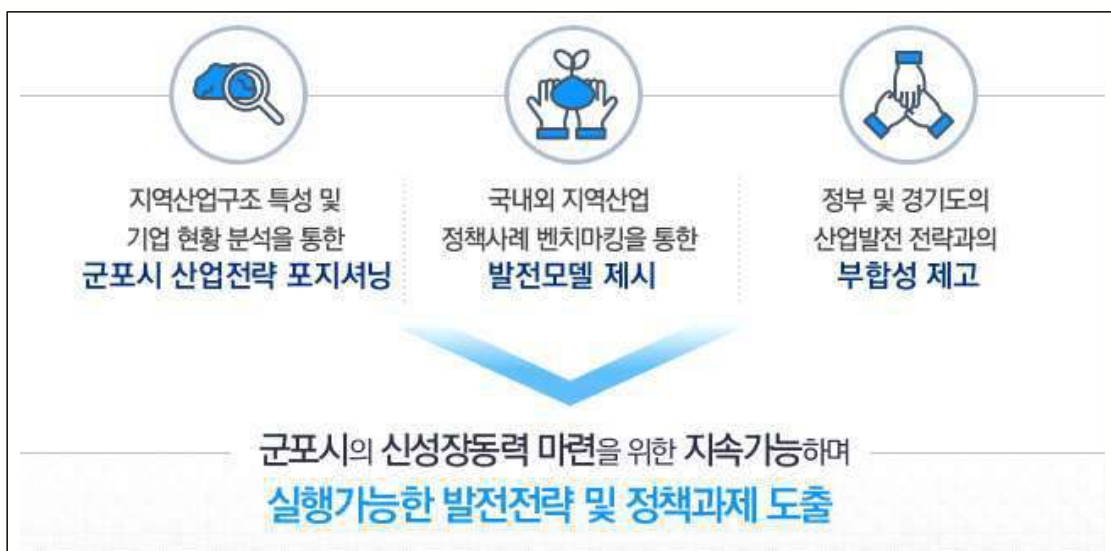 지역산업구조 특성 및
기업 현황 분석을 통한
군포시 산업전략 포지셔닝
국내외 지역산업
정책사례 벤치마킹을 통한
발전모델 제시
정부 및 경기도의
산업발전 전략과의
부합성 제고
군포시의 신성장동력 마련을 위한 지속가능하며
실행가능한 발전전략 및 정책과제 도출